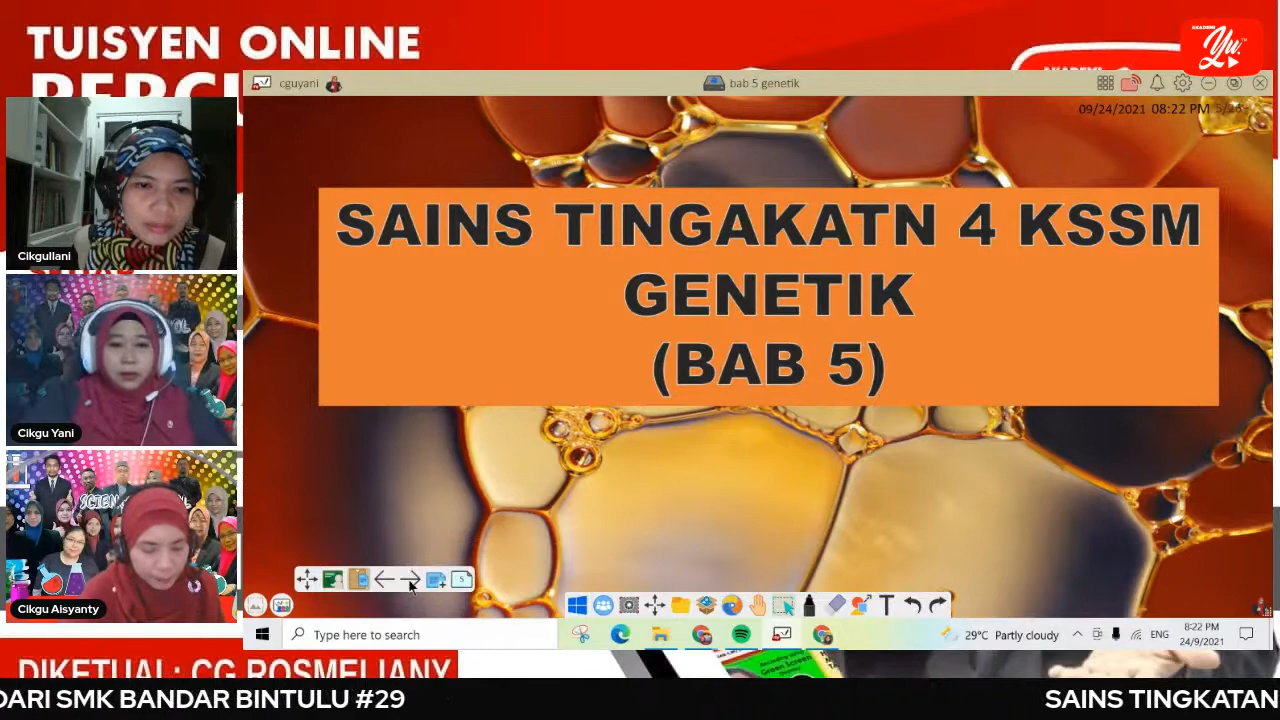 TUISYEN ONLINE
cguyani
bab 5 genetik
09/24/2021 08:22 PM
SAINS TINGAKATN 4 KSSM
GENETIK
(BAB 5)
Cikgullani
Cikgu Yani
Cikgu Aisyanty
5
Type here to search
29°C Partly cloudy
ENG
8:22 PM
24/9/2021
DIKETUAI : CG ROSMELIANY
DARI SMK BANDAR BINTULU #29
SAINS TINGKATAN